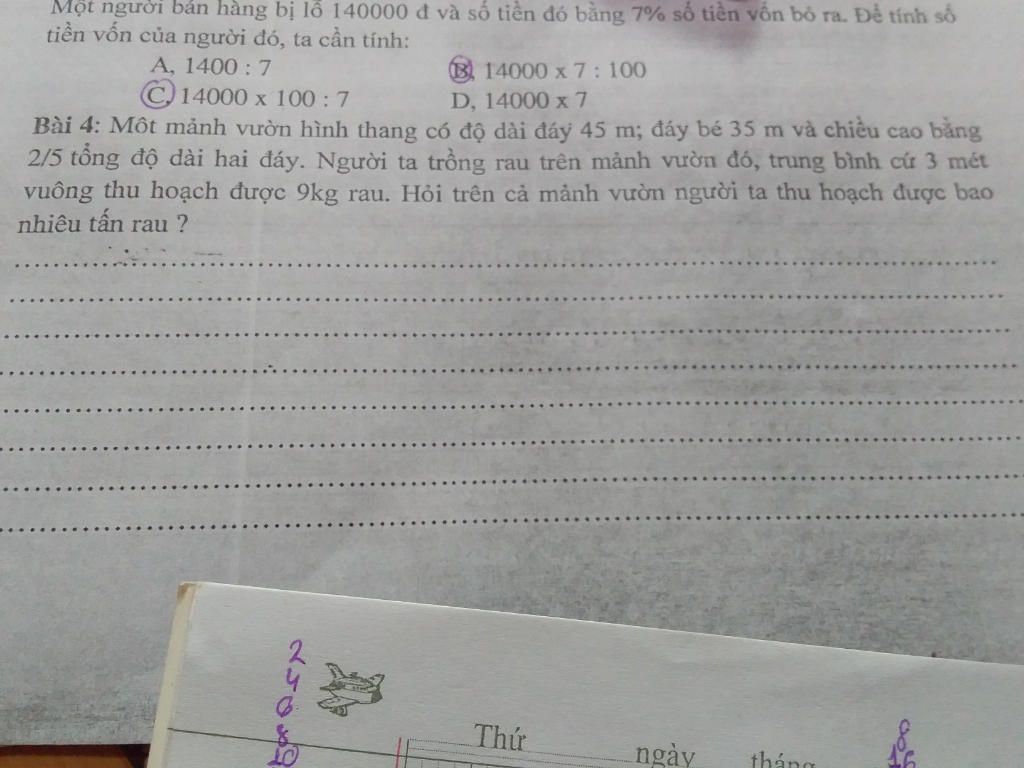 Một người bán hàng bị lỗ 140000 đ và số tiền đó bằng 7% số tiền vốn bỏ ra. Để tính số
tiền vốn của người đó, ta cần tính:
A, 1400 : 7 B, 14000 x 7 : 100
C, 14000 x 100 : 7 D, 14000 x 7
Bài 4: Môt mảnh vườn hình thang có độ dài đáy 45 m; đáy bé 35 m và chiều cao bằng
2/5 tổng độ dài hai đáy. Người ta trồng rau trên mảnh vườn đó, trung bình cứ 3 mét
vuông thu hoạch được 9kg rau. Hỏi trên cả mảnh vườn người ta thu hoạch được bao
nhiêu tấn rau ?
2
4
6
8
10
Thứ ngày tháng
8
16